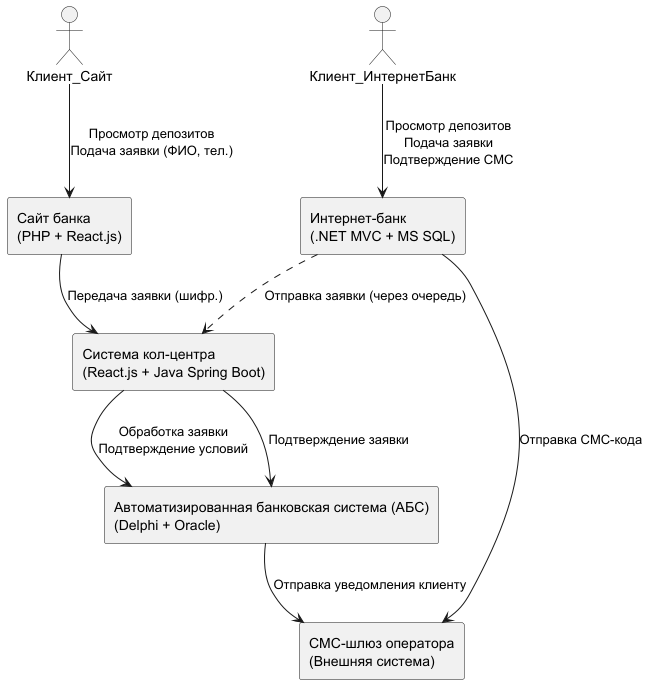 Клиент_Сайт
Клиент_ИнтернетБанк
Просмотр депозитов
Подача заявки (ФИО, тел.)
Просмотр депозитов
Подача заявки
Подтверждение СМС
Сайт банка
(PHP + React.js)
Интернет-банк
(.NET MVC + MS SQL)
Передача заявки (шифр.)
Отправка заявки (через очередь)
Система кол-центра
(React.js + Java Spring Boot)
Обработка заявки
Подтверждение условий
Подтверждение заявки
Отправка СМС-кода
Автоматизированная банковская система (АБС)
(Delphi + Oracle)
Отправка уведомления клиенту
СМС-шлюз оператора
(Внешняя система)